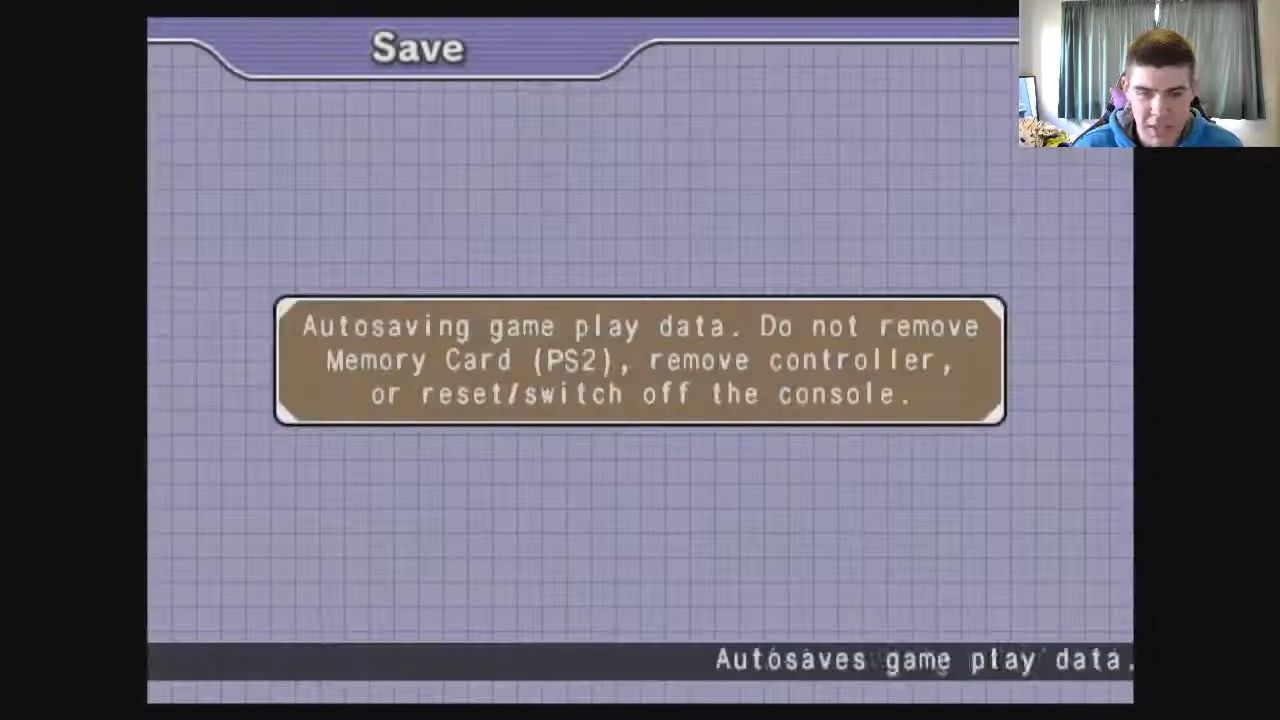 Save
Autosaving game play data. Do not remove
Memory Card (PS2), remove controller,
or reset/switch off the console.
Autosaves game play data.